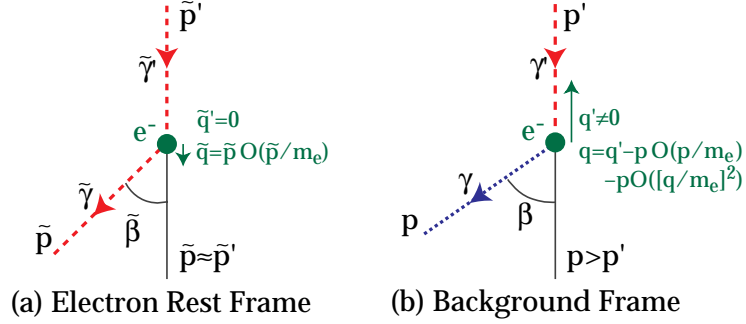 p̃'
γ̃'
q̃'=0
e⁻
q̃=p̃ O(p̃/mₑ)
γ̃
β̃
p̃
p̃≈p̃'
(a) Electron Rest Frame
p'
γ'
q'≠0
e⁻
q=q'-p O(p/mₑ)
-pO([q/mₑ]²)
γ
β
p
p>p'
(b) Background Frame